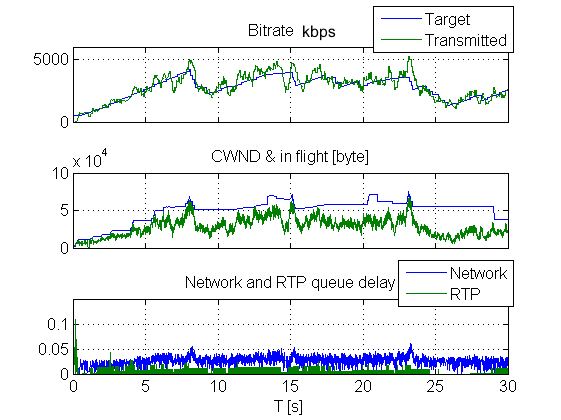 Bitrate kbps
Target
Transmitted
5000
0
CWND & in flight [byte]
x 10^4
10
5
0
Network and RTP queue delay
Network
RTP
0.1
0.05
0
0 5 10 15 20 25 30
T [s]